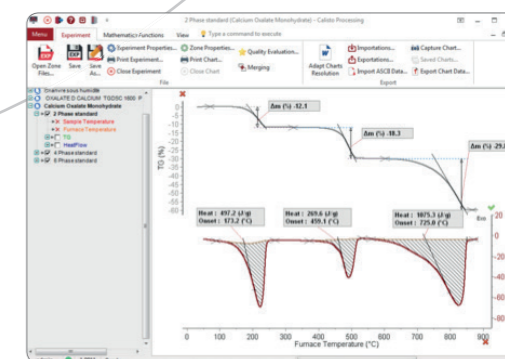 2 Phase standard (Calcium Oxalate Monohydrate) - Calisto Processing
Menu Experiment Mathematics Functions View Type a command to execute
Open Zone Files...
Save
Save As..
Experiment Properties...
Print Experiment...
Close Experiment
Zone Properties...
Print Chart...
Close Chart
Quality Evaluation...
Merging
Adapt Charts Resolution
Importations...
Exportations...
Import ASCII Data...
Capture Chart...
Saved Charts...
Export Chart Data...
File
Export
OXALATE D CALCIUM TGDSC 1600 P
Calcium Oxalate Monohydrate
2 Phase standard
Sample Temperature
Furnace Temperature
TG
HeatFlow
4 Phase standard
6 Phase standard
TG (%)
0
-5
-10
-15
-20
-25
-30
-35
-40
-45
-50
-55
-60
Δm (%) -12.1
Δm (%) -18.3
Δm (%) -29.8
Heat : 497.2 (J/g)
Onset : 173.2 (°C)
Heat : 269.6 (J/g)
Onset : 459.1 (°C)
Heat : 1075.3 (J/g)
Onset : 725.0 (°C)
Exo
20
0
-20
-40
-60
-80
0 100 200 300 400 500 600 700 800 900
Furnace Temperature (°C)